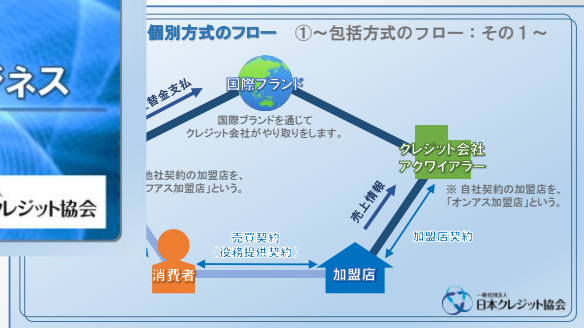 個別方式のフロー ①～包括方式のフロー：その１～
ジネス
替金支払
国際ブランド
国際ブランドを通じて
クレジット会社がやり取りをします。
クレジット会社
アクワイアラー
他社契約の加盟店を、
フアス加盟店」という。
売上情報
※ 自社契約の加盟店を、
「オンアス加盟店」という。
レジット協会
売買契約
（役務提供契約）
加盟店契約
消費者
加盟店
一般社団法人
日本クレジット協会